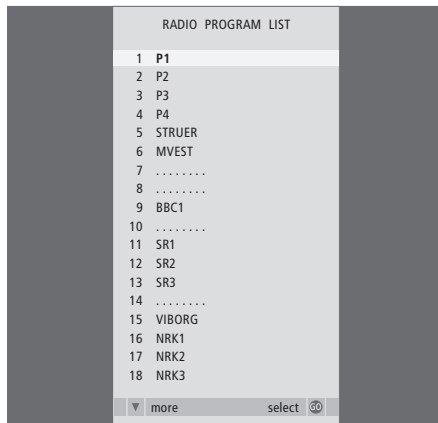 RADIO PROGRAM LIST
1 P1
2 P2
3 P3
4 P4
5 STRUER
6 MVEST
7 ........
8 ........
9 BBC1
10 ........
11 SR1
12 SR2
13 SR3
14 ........
15 VIBORG
16 NRK1
17 NRK2
18 NRK3
▼ more select GO